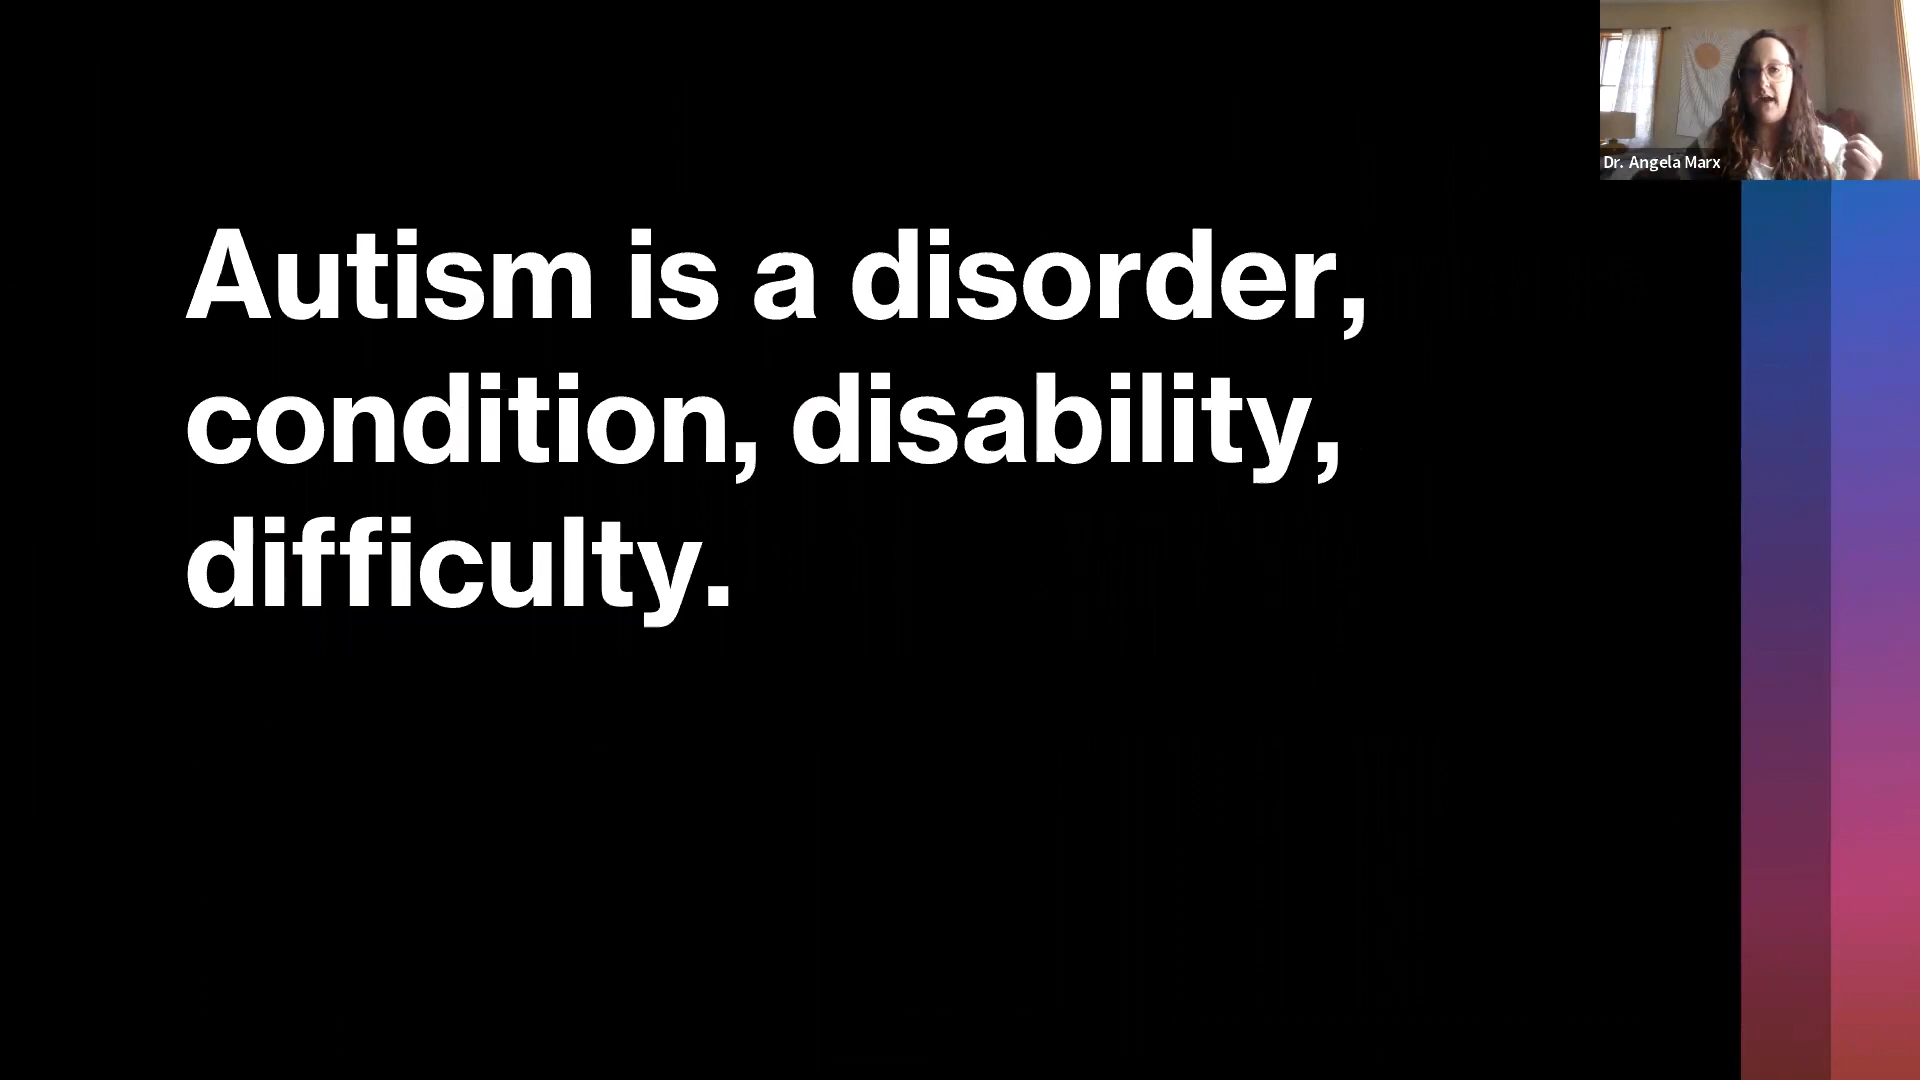 Dr. Angela Marx
Autism is a disorder,
condition, disability,
difficulty.